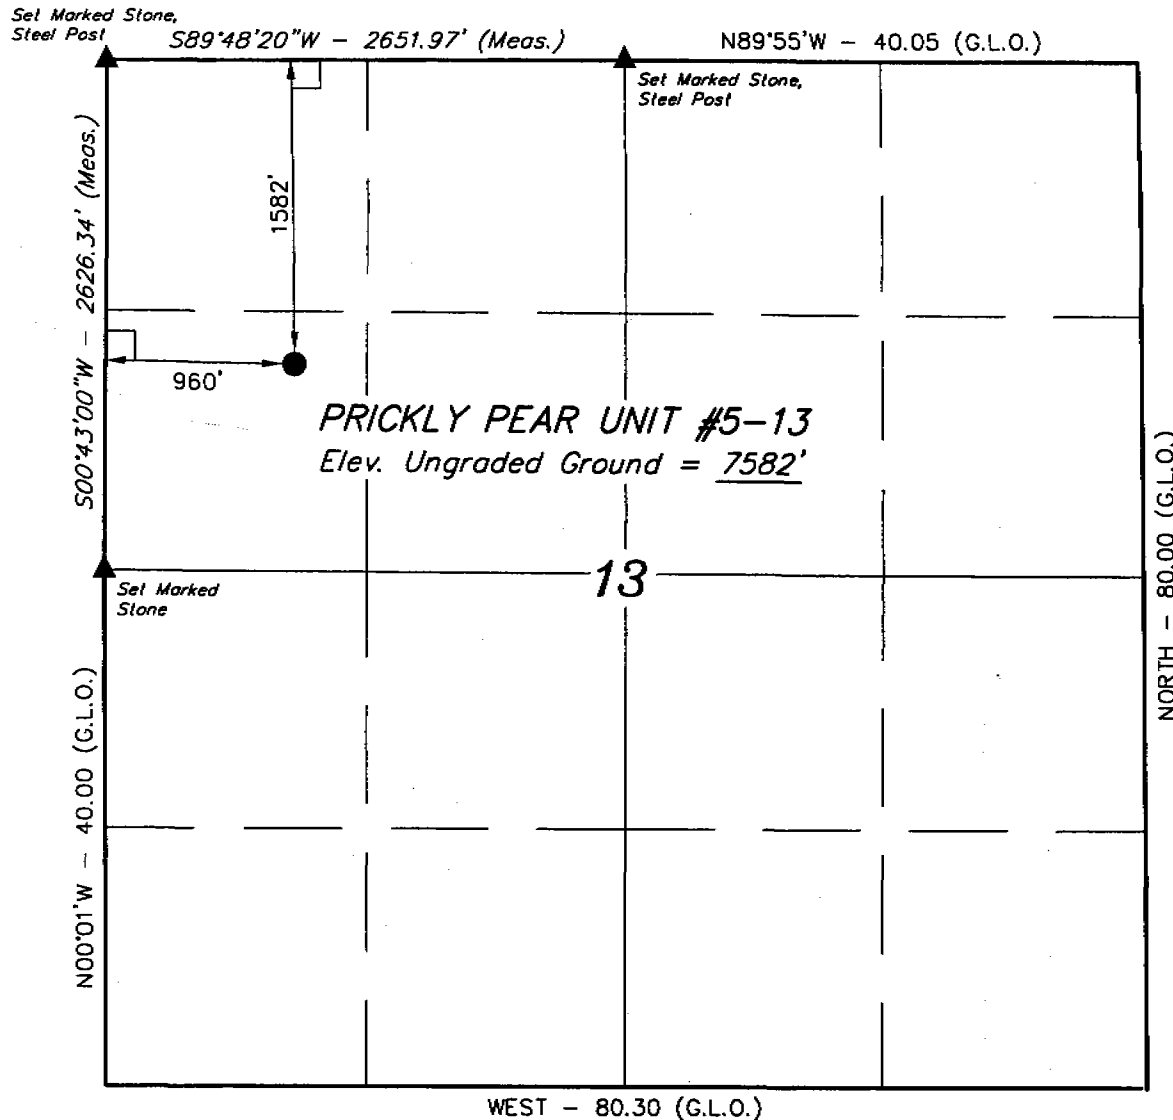 Set Marked Stone,
Steel Post
S89°48'20"W - 2651.97' (Meas.)
N89°55'W - 40.05 (G.L.O.)
Set Marked Stone,
Steel Post
S00°43'00"W - 2626.34' (Meas.)
1582'
960'
PRICKLY PEAR UNIT #5-13
Elev. Ungraded Ground = 7582'
13
Set Marked
Stone
N00°01'W - 40.00 (G.L.O.)
NORTH - 80.00 (G.L.O.)
WEST - 80.30 (G.L.O.)